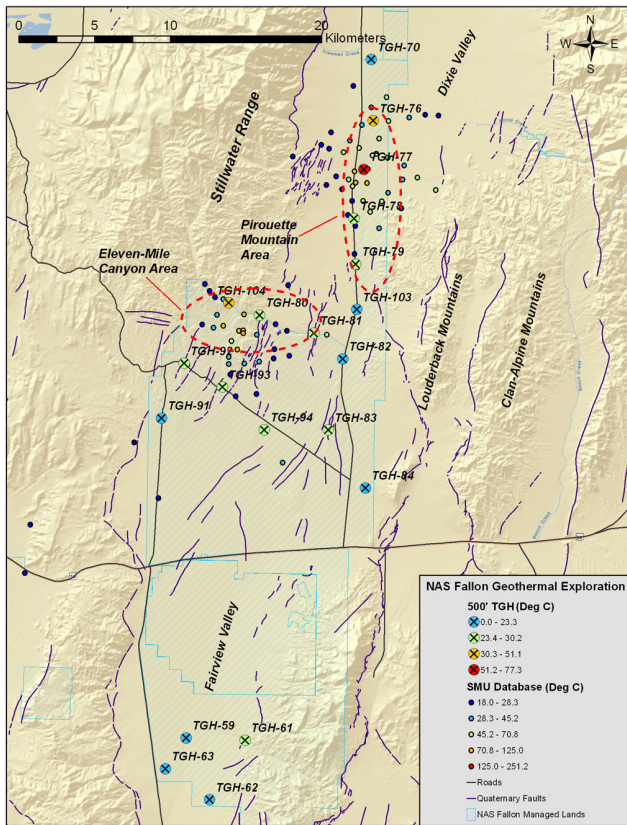 0 5 10 20
Kilometers
N
W E
S
TGH-70
Dixie Valley
TGH-76
Stillwater Range
TGH-77
TGH-78
Pirouette
Mountain
Area
TGH-79
Eleven-Mile
Canyon Area
TGH-104
TGH-80
TGH-103
TGH-81
TGH-82
Louderback Mountains
Clan-Alpine Mountains
TGH-93
TGH-91
TGH-94
TGH-83
TGH-84
Fairview Valley
TGH-59
TGH-61
TGH-63
TGH-62
NAS Fallon Geothermal Exploration
500' TGH (Deg C)
0.0 - 23.3
23.4 - 30.2
30.3 - 51.1
51.2 - 77.3
SMU Database (Deg C)
18.0 - 28.3
28.3 - 45.2
45.2 - 70.8
70.8 - 125.0
125.0 - 251.2
Roads
Quaternary Faults
NAS Fallon Managed Lands